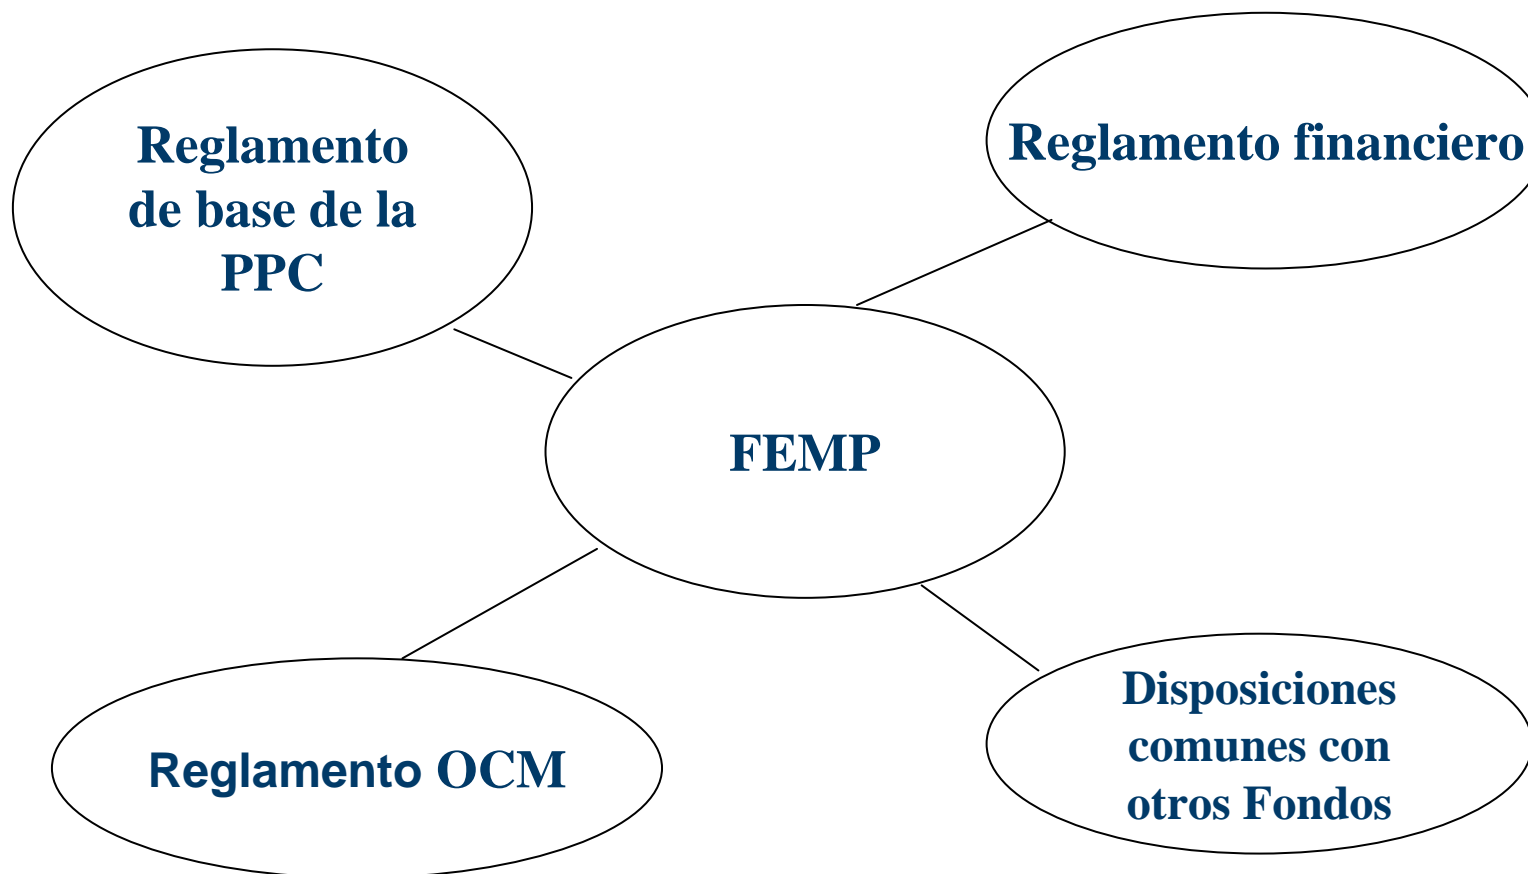 Reglamento
de base de la
PPC
Reglamento financiero
FEMP
Reglamento OCM
Disposiciones
comunes con
otros Fondos